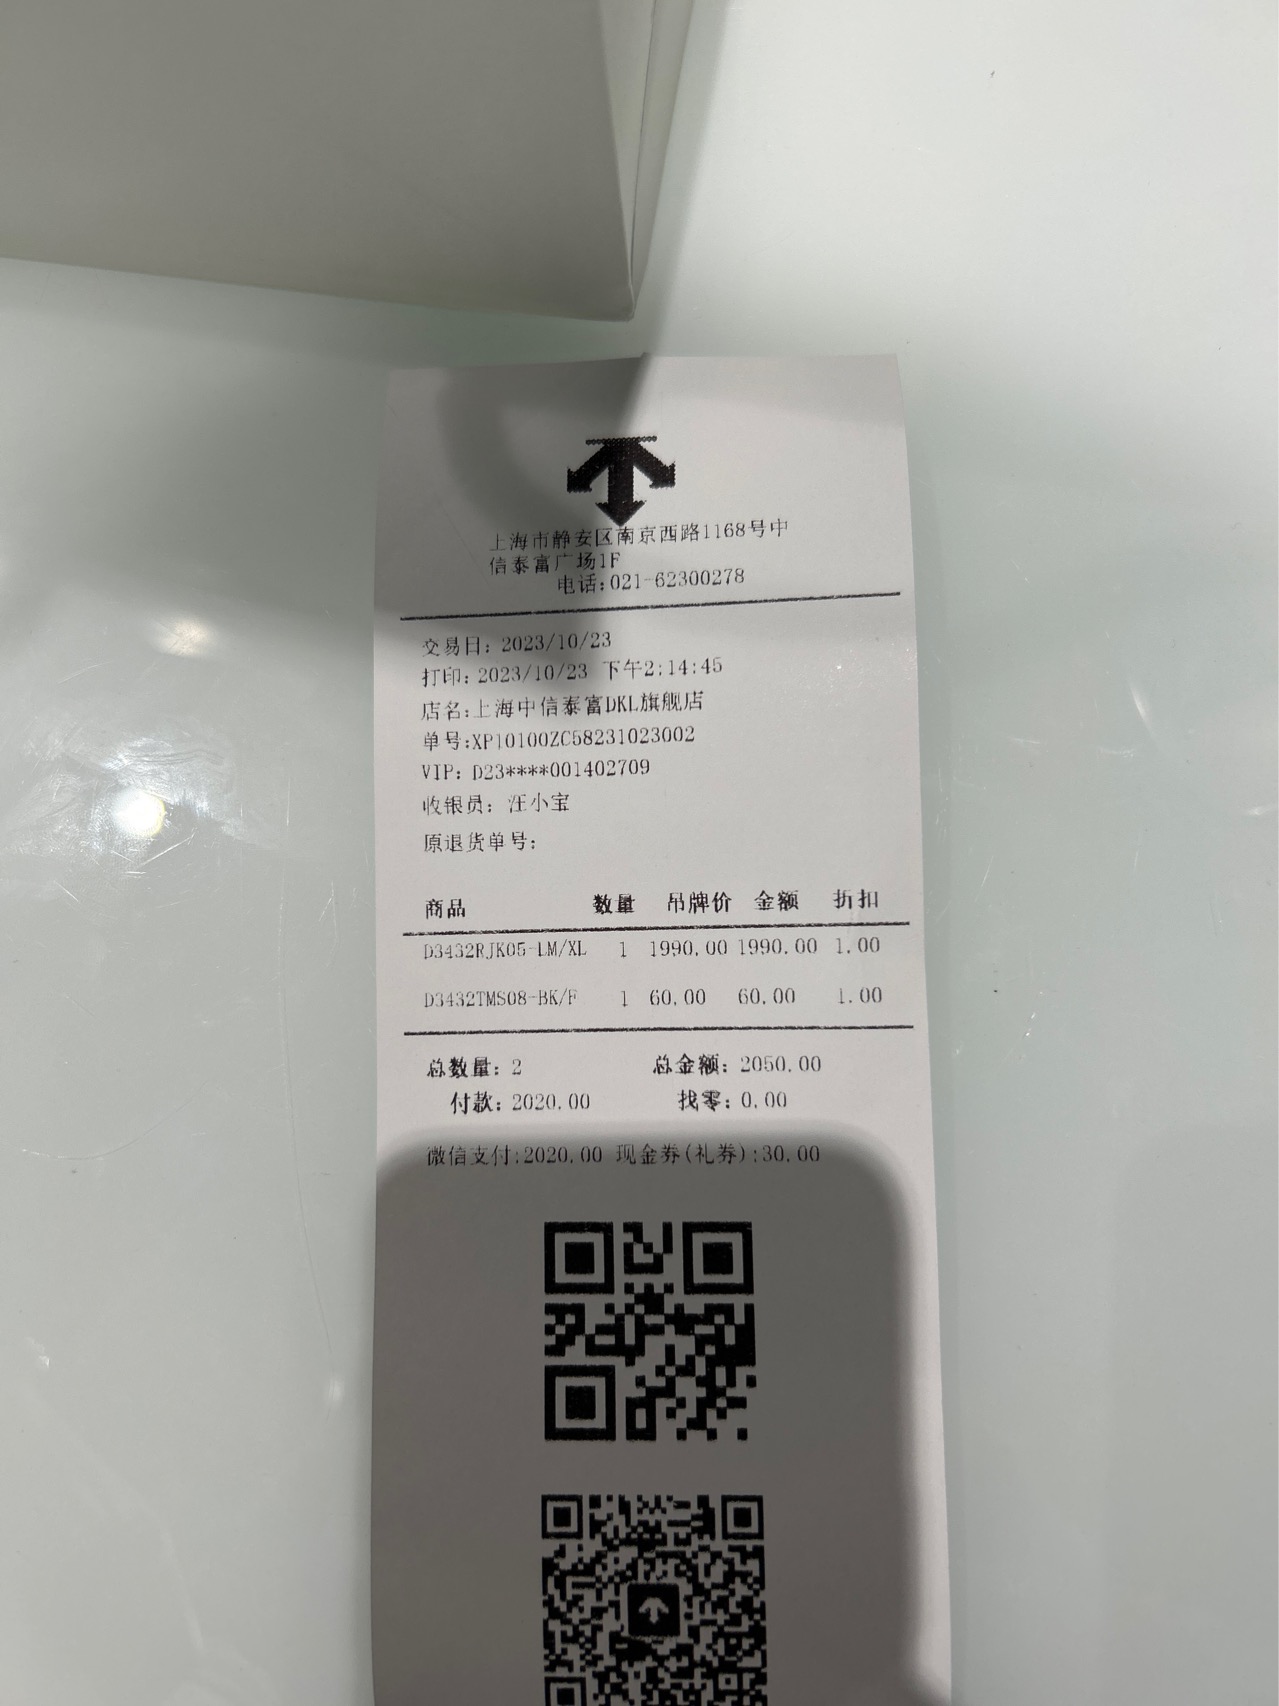 上海市静安区南京西路1168号中
信泰富广场1F
电话:021-62300278
交易日: 2023/10/23
打印: 2023/10/23 下午2:14:45
店名:上海中信泰富DKL旗舰店
单号:XP10100ZC58231023002
VIP: D23****001402709
收银员: 汪小宝
原退货单号:
商品 数量 吊牌价 金额 折扣
D3432RJK05-LM/XL 1 1990.00 1990.00 1.00
D3432TMS08-BK/F 1 60.00 60.00 1.00
总数量: 2 总金额: 2050.00
付款: 2020.00 找零: 0.00
微信支付:2020.00 现金券(礼券):30.00